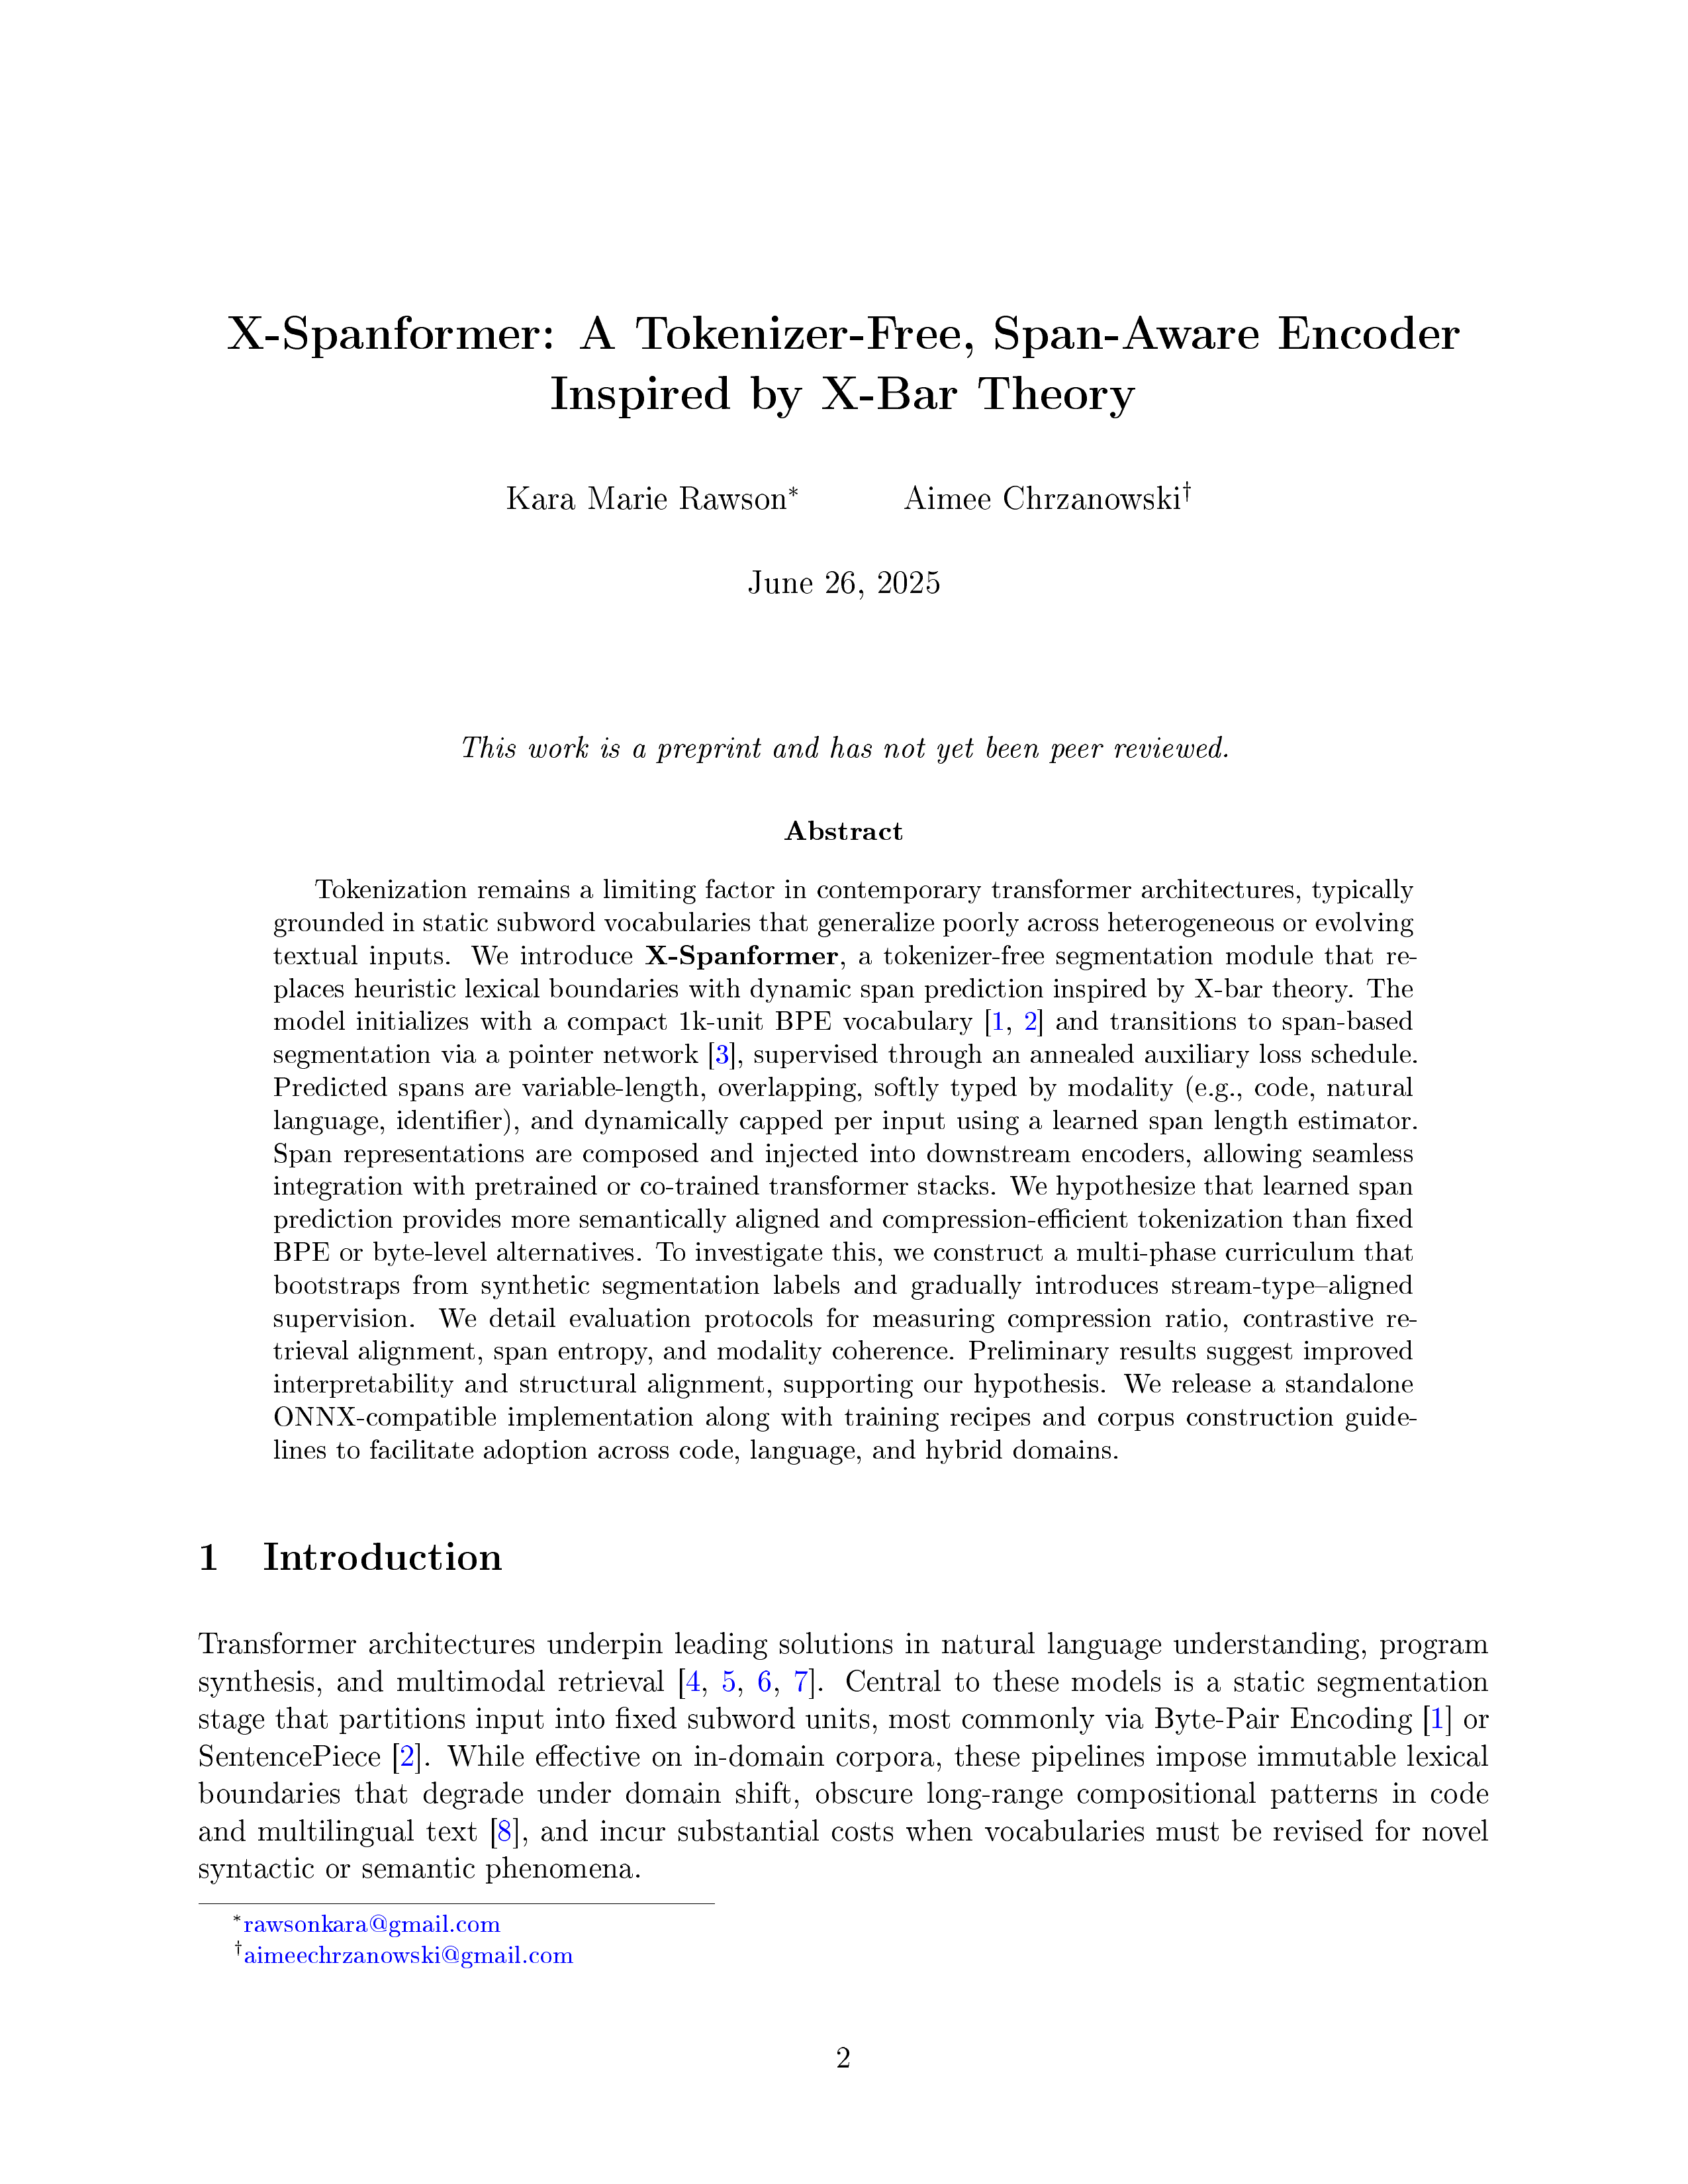 X-Spanformer: A Tokenizer-Free, Span-Aware Encoder
Inspired by X-Bar Theory
Kara Marie Rawson* Aimee Chrzanowski†
June 26, 2025
This work is a preprint and has not yet been peer reviewed.
Abstract
Tokenization remains a limiting factor in contemporary transformer architectures, typically
grounded in static subword vocabularies that generalize poorly across heterogeneous or evolving
textual inputs. We introduce X-Spanformer, a tokenizer-free segmentation module that re-
places heuristic lexical boundaries with dynamic span prediction inspired by X-bar theory. The
model initializes with a compact 1k-unit BPE vocabulary [1, 2] and transitions to span-based
segmentation via a pointer network [3], supervised through an annealed auxiliary loss schedule.
Predicted spans are variable-length, overlapping, softly typed by modality (e.g., code, natural
language, identifier), and dynamically capped per input using a learned span length estimator.
Span representations are composed and injected into downstream encoders, allowing seamless
integration with pretrained or co-trained transformer stacks. We hypothesize that learned span
prediction provides more semantically aligned and compression-efficient tokenization than fixed
BPE or byte-level alternatives. To investigate this, we construct a multi-phase curriculum that
bootstraps from synthetic segmentation labels and gradually introduces stream-type–aligned
supervision. We detail evaluation protocols for measuring compression ratio, contrastive re-
trieval alignment, span entropy, and modality coherence. Preliminary results suggest improved
interpretability and structural alignment, supporting our hypothesis. We release a standalone
ONNX-compatible implementation along with training recipes and corpus construction guide-
lines to facilitate adoption across code, language, and hybrid domains.
1 Introduction
Transformer architectures underpin leading solutions in natural language understanding, program
synthesis, and multimodal retrieval [4, 5, 6, 7]. Central to these models is a static segmentation
stage that partitions input into fixed subword units, most commonly via Byte-Pair Encoding [1] or
SentencePiece [2]. While effective on in-domain corpora, these pipelines impose immutable lexical
boundaries that degrade under domain shift, obscure long-range compositional patterns in code
and multilingual text [8], and incur substantial costs when vocabularies must be revised for novel
syntactic or semantic phenomena.
*rawsonkara@gmail.com
†aimeechrzanowski@gmail.com
2